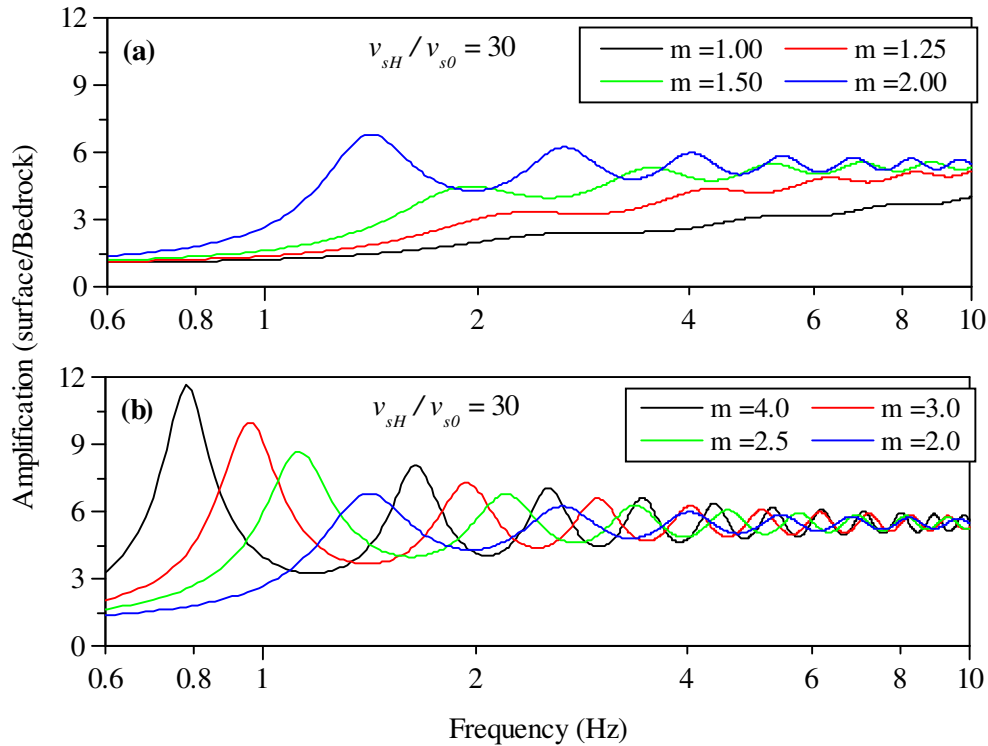 12
9
6
3
0
(a)
v_sH / v_s0 = 30
m =1.00
m =1.25
m =1.50
m =2.00
0.6
0.8
1
2
4
6
8
10
Amplification (surface/Bedrock)
12
9
6
3
0
(b)
v_sH / v_s0 = 30
m =4.0
m =3.0
m =2.5
m =2.0
0.6
0.8
1
2
4
6
8
10
Frequency (Hz)